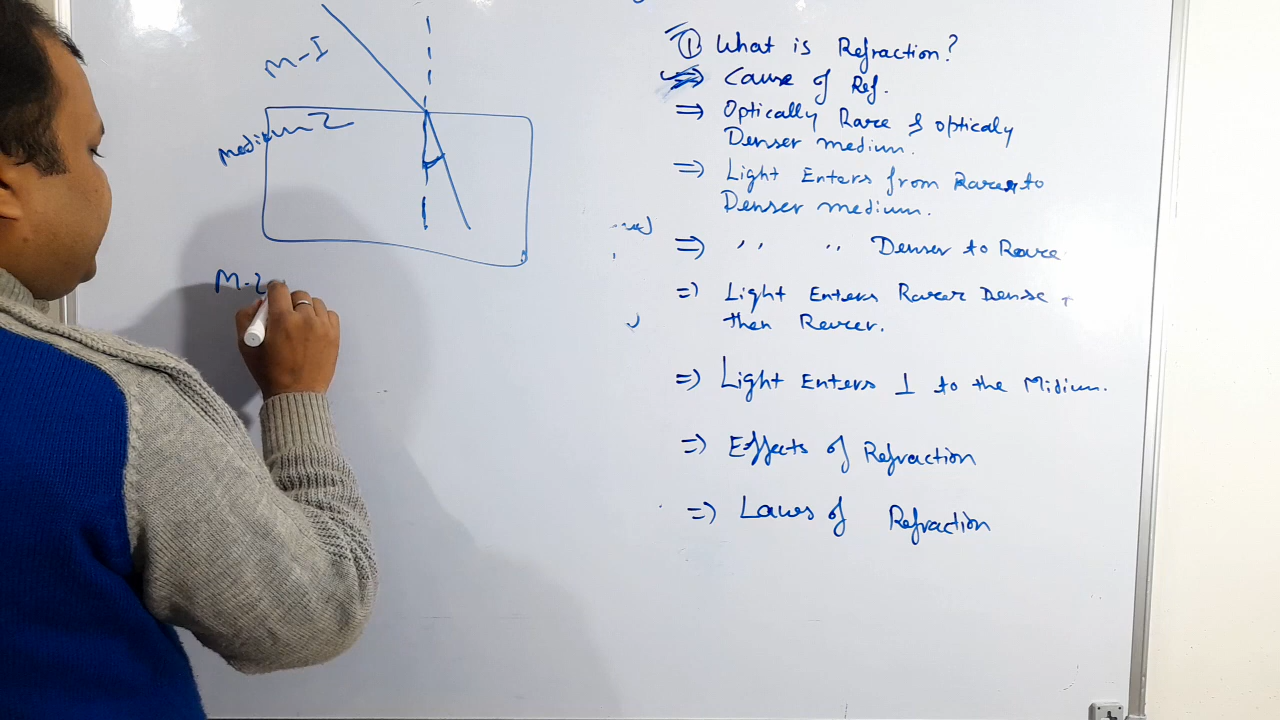 M-I
medium 2
M-2
① What is Refraction?
⇒ Cause of Ref.
⇒ Optically Rare & optically
Denser medium.
⇒ Light Enters from Rarer to
Denser medium.
⇒ ,, ,, Denser to Rare
⇒ Light Enters Rarer Dense +
then Rarer.
⇒ Light Enters ⊥ to the Midium.
⇒ Effects of Refraction
⇒ Laws of Refraction